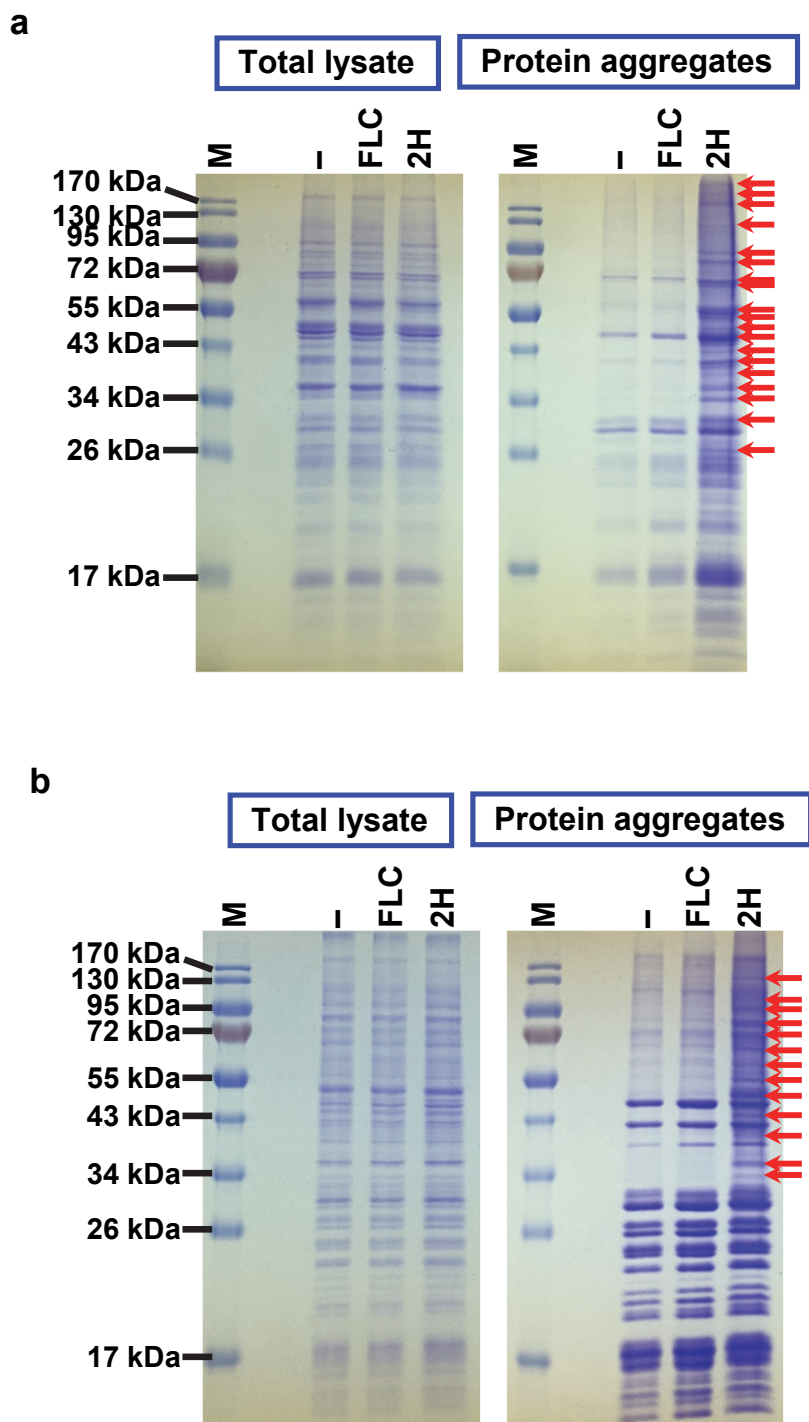 a
Total lysate
Protein aggregates
M
–
FLC
2H
M
–
FLC
2H
170 kDa
130 kDa
95 kDa
72 kDa
55 kDa
43 kDa
34 kDa
26 kDa
17 kDa
b
Total lysate
Protein aggregates
M
–
FLC
2H
M
–
FLC
2H
170 kDa
130 kDa
95 kDa
72 kDa
55 kDa
43 kDa
34 kDa
26 kDa
17 kDa